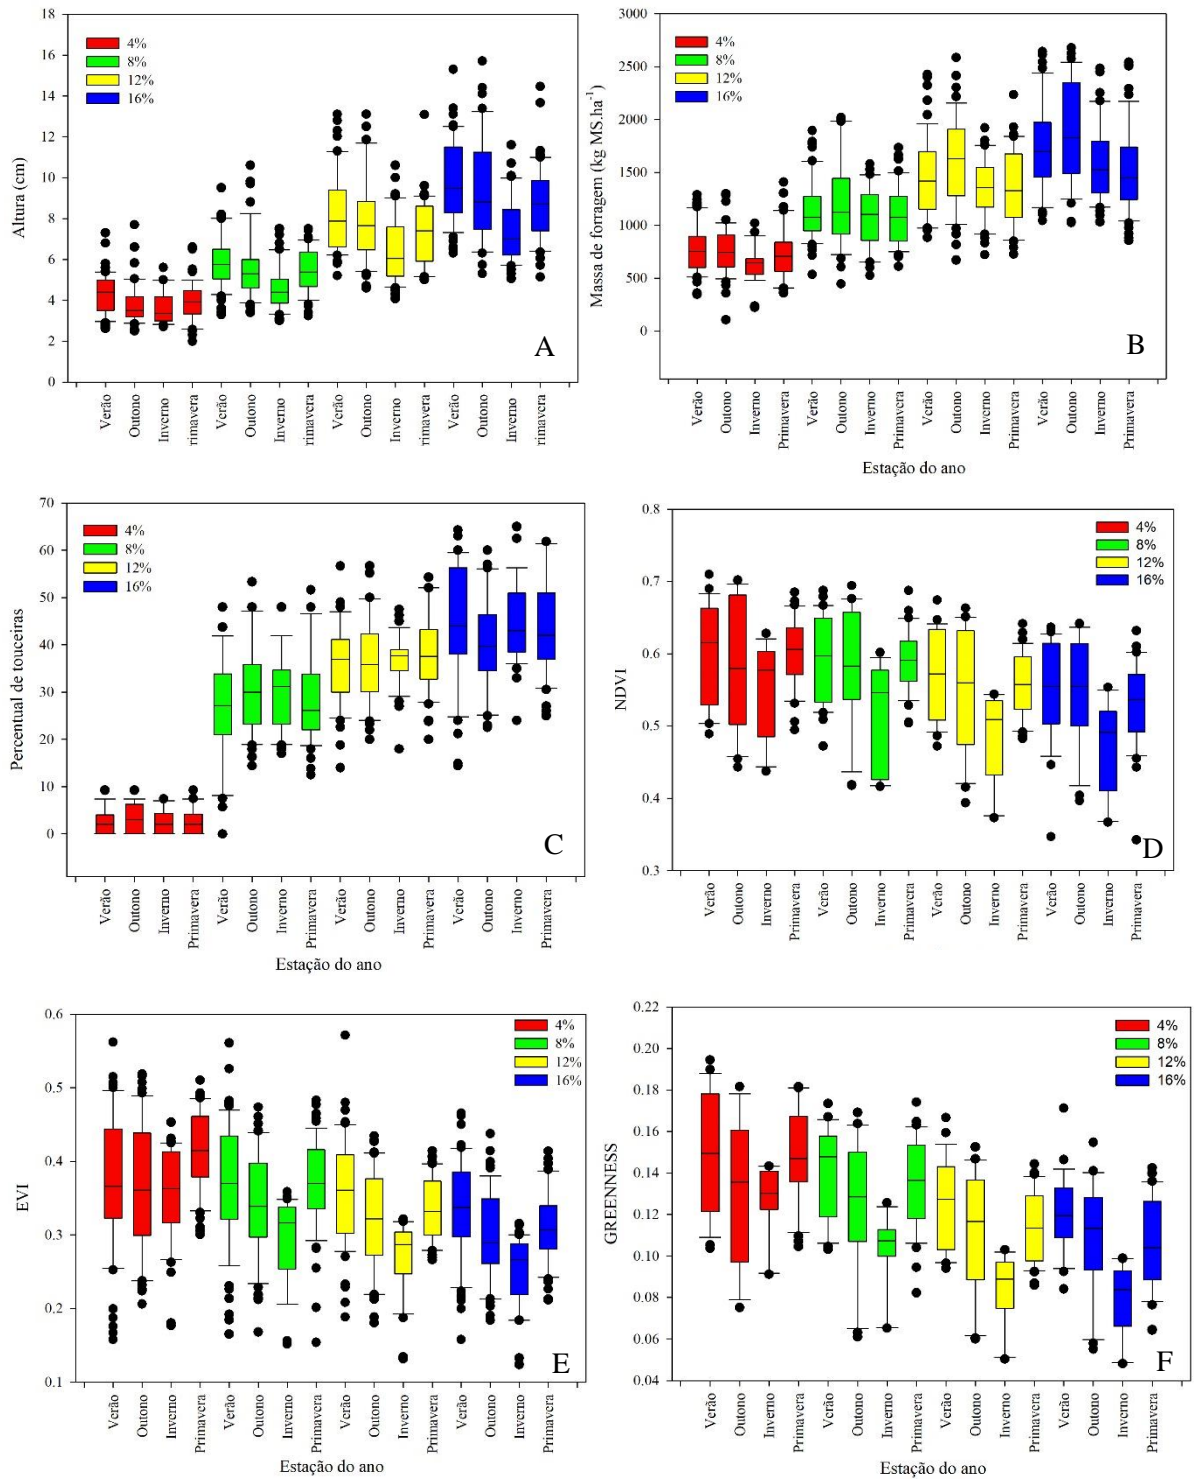 18
16
14
12
10
8
6
4
2
0
Altura (cm)
4%
8%
12%
16%
A
Verão
Outono
Inverno
rimavera
Verão
Outono
Inverno
rimavera
Verão
Outono
Inverno
rimavera
Verão
Outono
Inverno
rimavera
3000
2500
2000
1500
1000
500
0
Massa de forragem (kg MS.ha-1)
4%
8%
12%
16%
B
Verão
Outono
Inverno
Primavera
Verão
Outono
Inverno
Primavera
Verão
Outono
Inverno
Primavera
Verão
Outono
Inverno
Primavera
Estação do ano
70
60
50
40
30
20
10
0
Percentual de touceiras
4%
8%
12%
16%
C
Verão
Outono
Inverno
Primavera
Verão
Outono
Inverno
Primavera
Verão
Outono
Inverno
Primavera
Verão
Outono
Inverno
Primavera
Estação do ano
0.8
0.7
0.6
0.5
0.4
0.3
NDVI
4%
8%
12%
16%
D
Verão
Outono
Inverno
Primavera
Verão
Outono
Inverno
Primavera
Verão
Outono
Inverno
Primavera
Verão
Outono
Inverno
Primavera
0.6
0.5
0.4
0.3
0.2
0.1
EVI
4%
8%
12%
16%
E
Verão
Outono
Inverno
Primavera
Verão
Outono
Inverno
Primavera
Verão
Outono
Inverno
Primavera
Verão
Outono
Inverno
Primavera
Estação do ano
0.22
0.20
0.18
0.16
0.14
0.12
0.10
0.08
0.06
0.04
GREENNESS
4%
8%
12%
16%
F
Verão
Outono
Inverno
Primavera
Verão
Outono
Inverno
Primavera
Verão
Outono
Inverno
Primavera
Verão
Outono
Inverno
Primavera
Estação do ano